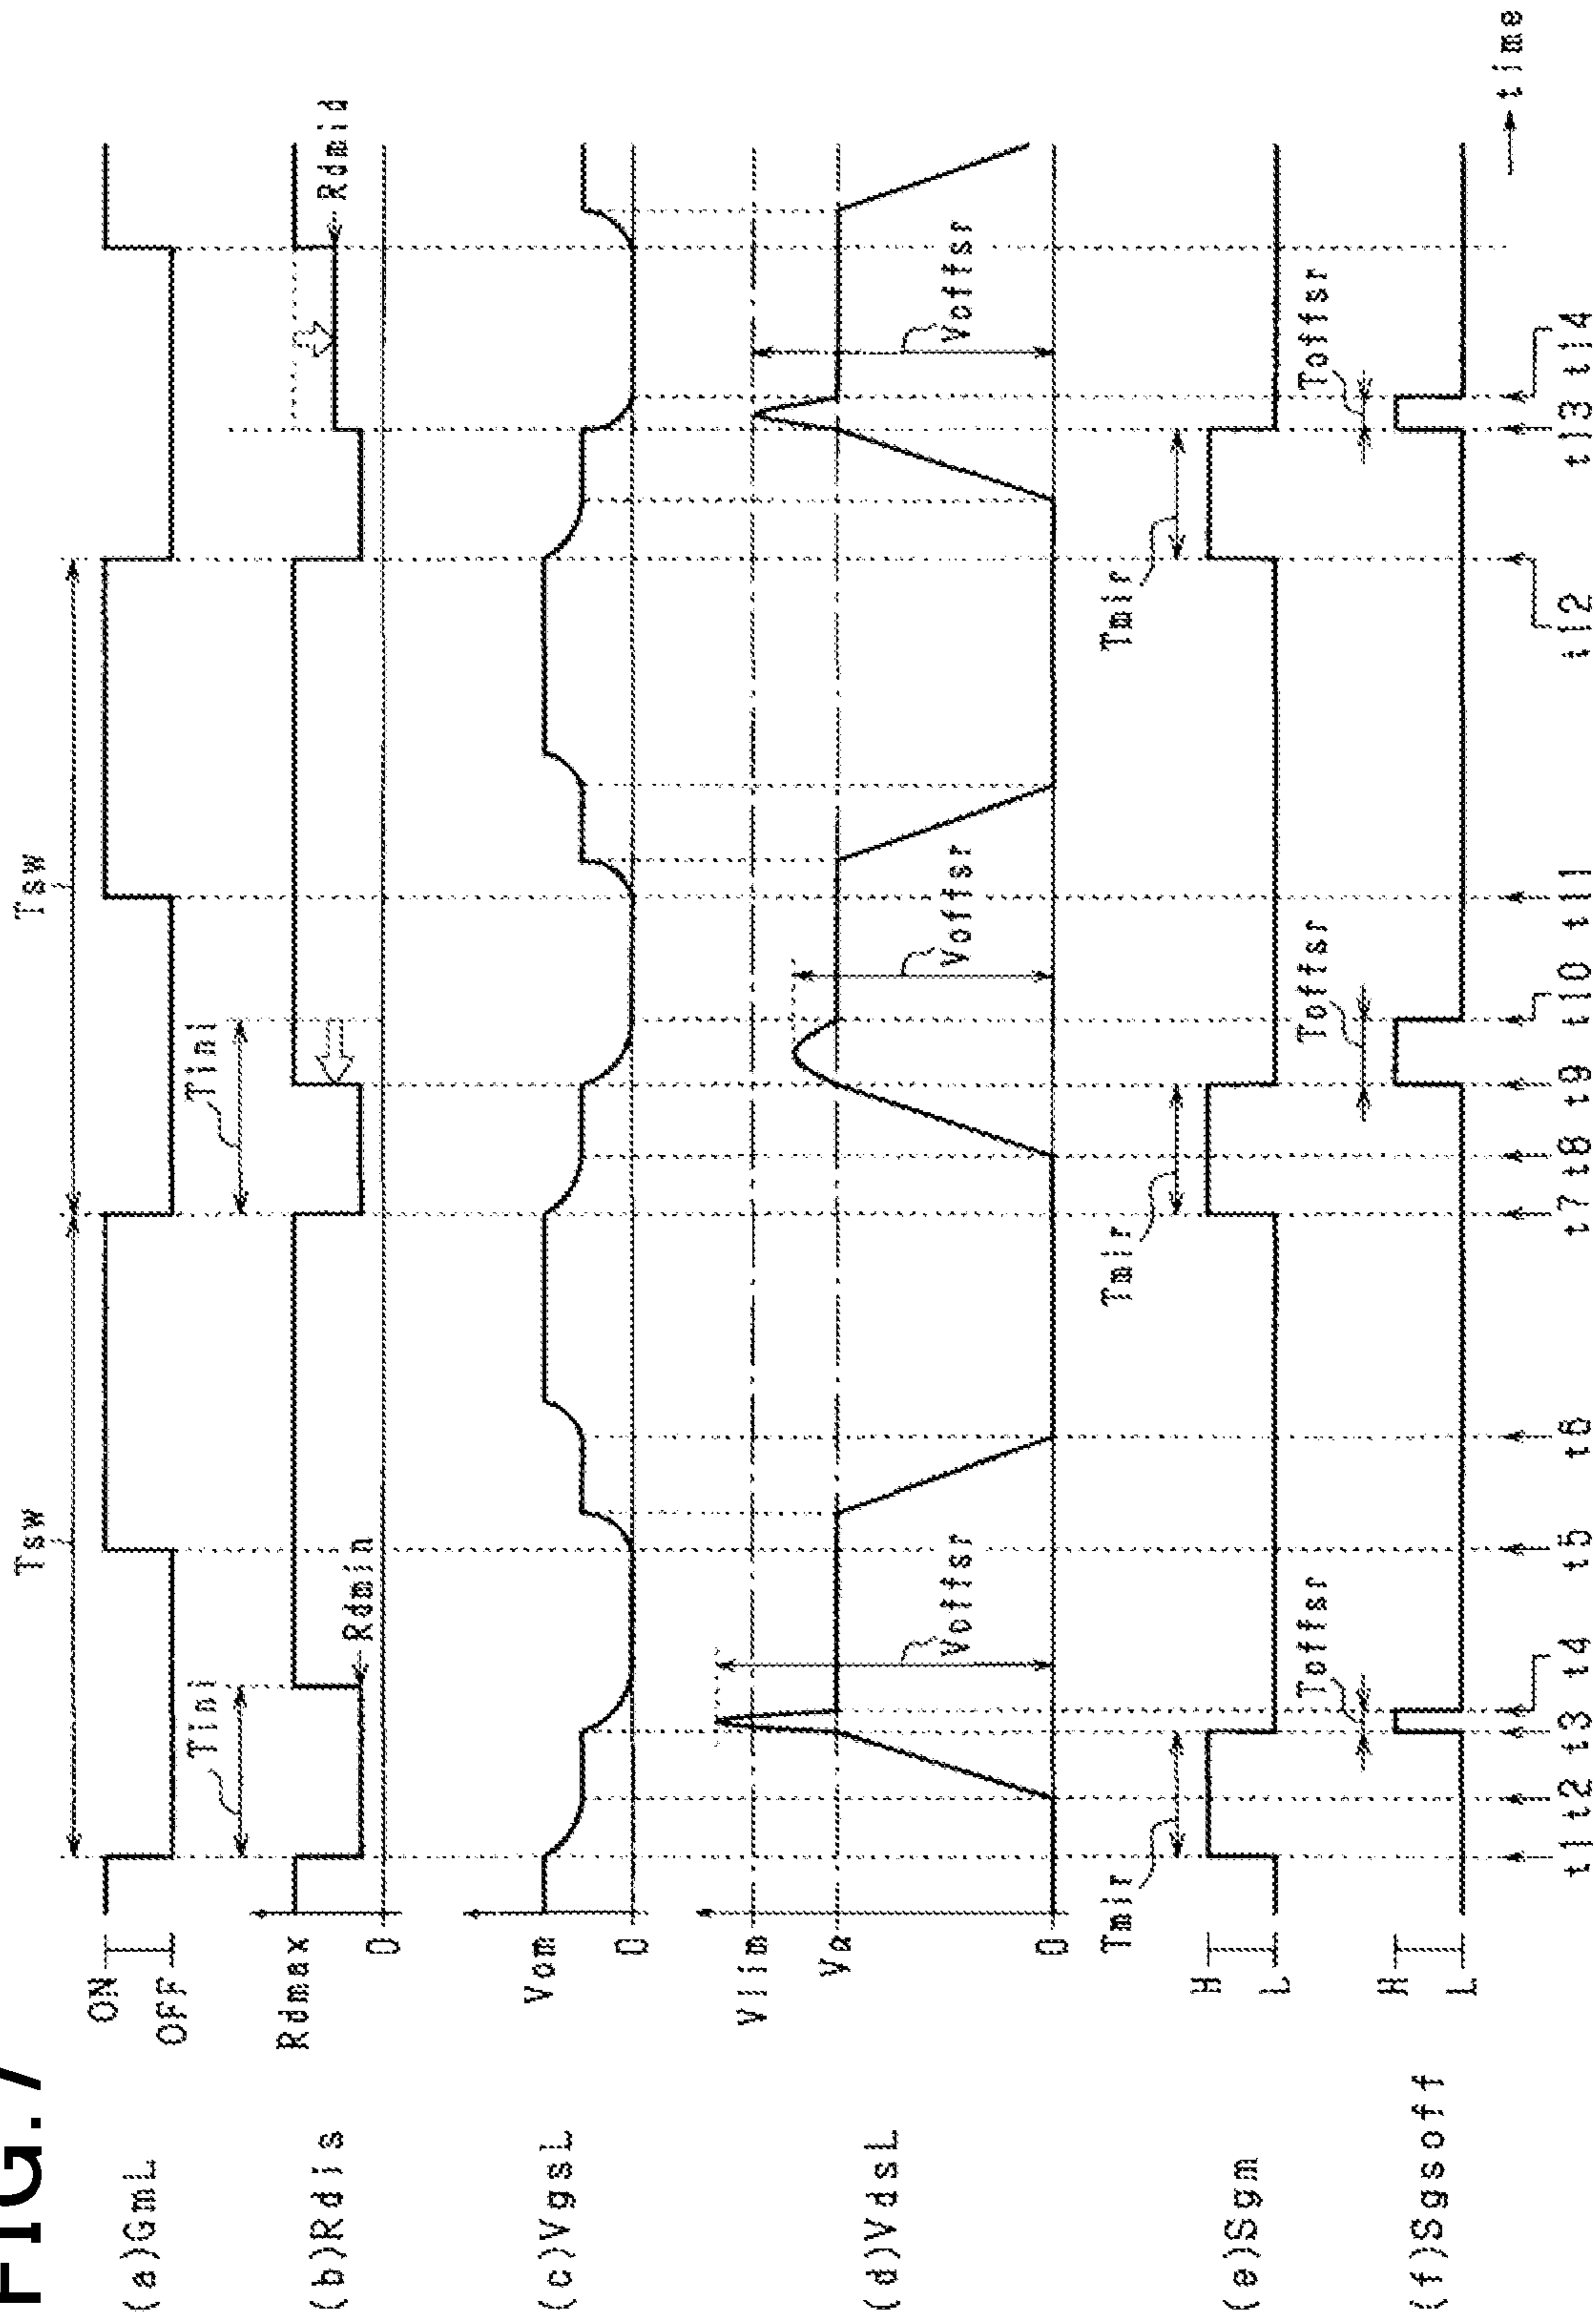 FIG.7
Tsw
Tsw
(a)GmL
ON
OFF
Tini
Tini
(b)Rdis
Rdmax
0
Rdmin
Rdmid
(c)VgsL
Vom
0
(d)VdsL
Vlim
Vα
0
Voffsr
Voffsr
Voffsr
Tmir
Tmir
Tmir
(e)Sgm
H
L
Toffsr
Toffsr
Toffsr
(f)Sgsoff
H
L
time
t1 t2 t3 t4 t5 t6 t7 t8 t9 t10 t11 t12 t13 t14